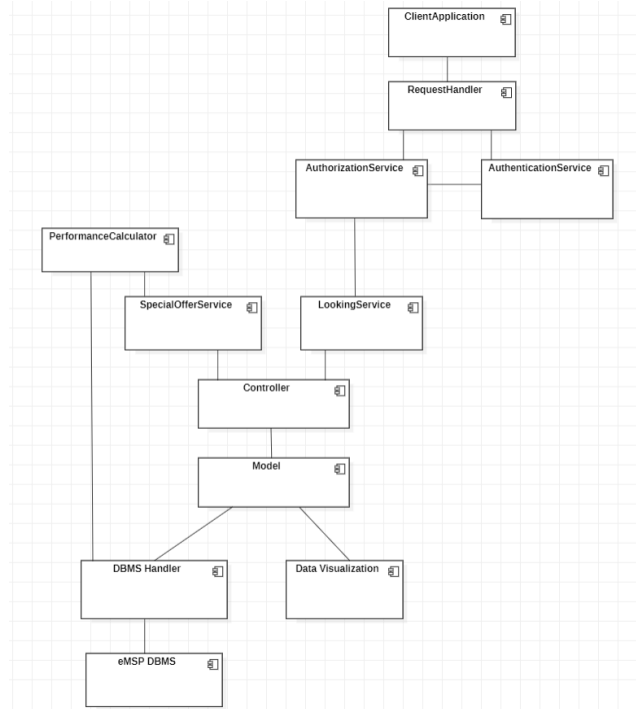 ClientApplication
RequestHandler
AuthorizationService
AuthenticationService
PerformanceCalculator
SpecialOfferService
LookingService
Controller
Model
DBMS Handler
Data Visualization
eMSP DBMS